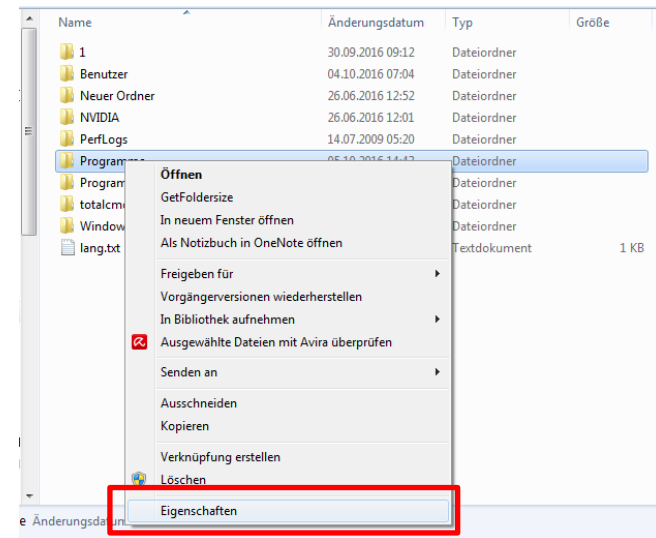 Name Änderungsdatum Typ Größe
1 30.09.2016 09:12 Dateiordner
Benutzer 04.10.2016 07:04 Dateiordner
Neuer Ordner 26.06.2016 12:52 Dateiordner
NVIDIA 26.06.2016 12:01 Dateiordner
PerfLogs 14.07.2009 05:20 Dateiordner
Dateiordner
Dateiordner
Dateiordner
Dateiordner
lang.txt Textdokument 1 KB
Öffnen
GetFoldersize
In neuem Fenster öffnen
Als Notizbuch in OneNote öffnen
Freigeben für
Vorgängerversionen wiederherstellen
In Bibliothek aufnehmen
Ausgewählte Dateien mit Avira überprüfen
Senden an
Ausschneiden
Kopieren
Verknüpfung erstellen
Löschen
Eigenschaften